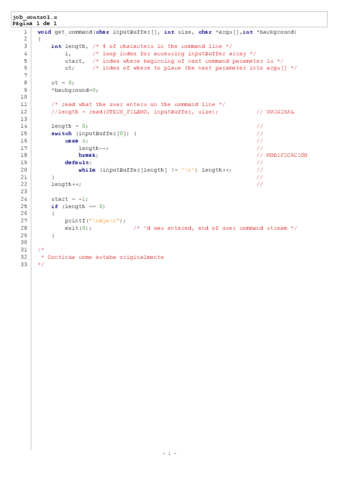 job_control.c
Página 1 de 1
1 void get_command(char inputBuffer[], int size, char *args[],int *background)
2 {
3 int length, /* # of characters in the command line */
4 i, /* loop index for accessing inputBuffer array */
5 start, /* index where beginning of next command parameter is */
6 ct; /* index of where to place the next parameter into args[] */
7
8 ct = 0;
9 *background=0;
10
11 /* read what the user enters on the command line */
12 //length = read(STDIN_FILENO, inputBuffer, size); // ORIGINAL
13
14 length = 0; //
15 switch (inputBuffer[0]) { //
16 case 4: //
17 length--; //
18 break; // MODIFICACIÓN
19 default: //
20 while (inputBuffer[length] != '\n') length++; //
21 } //
22 length++; //
23
24 start = -1;
25 if (length == 0)
26 {
27 printf("\nBye\n");
28 exit(0); /* ^d was entered, end of user command stream */
29 }
30
31 /*
32 * Continúa como estaba originalmente
33 */
- 1 -